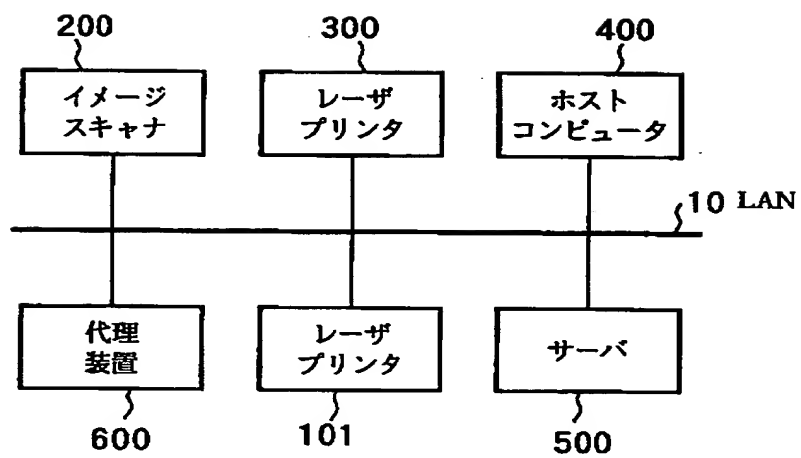 200
300
400
イメージ
スキャナ
レーザ
プリンタ
ホスト
コンピュータ
10 LAN
代理
装置
レーザ
プリンタ
サーバ
600
101
500